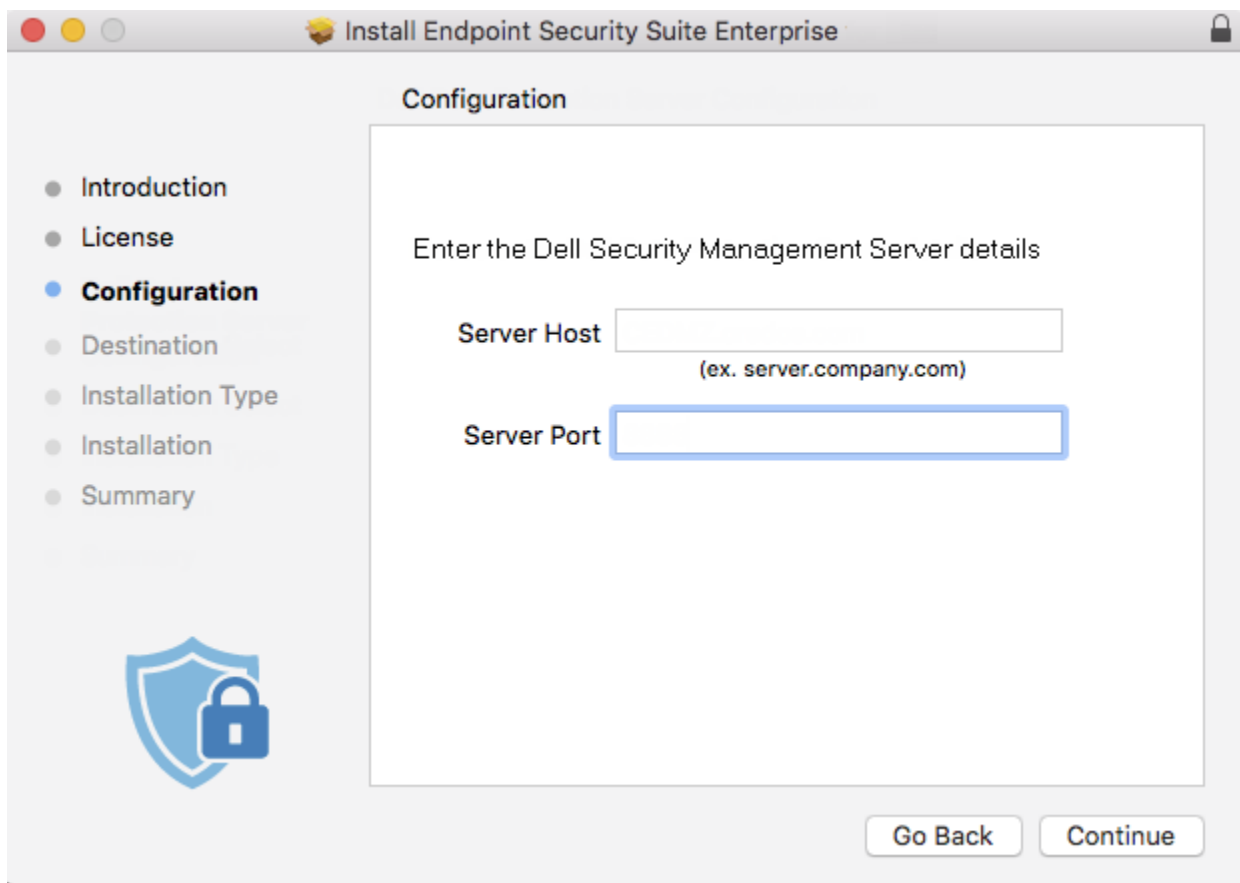 Install Endpoint Security Suite Enterprise
Configuration
Introduction
License
Configuration
Destination
Installation Type
Installation
Summary
Enter the Dell Security Management Server details
Server Host
(ex. server.company.com)
Server Port
Go Back
Continue